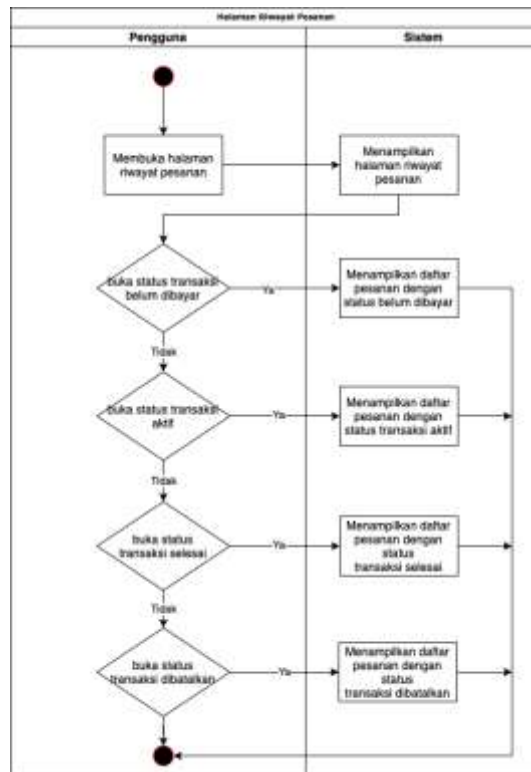 Halaman Riwayat Pesanan
Pengguna
Sistem
Membuka halaman
riwayat pesanan
Menampilkan
halaman riwayat
pesanan
buka status transaksi
belum dibayar
Ya
Menampilkan daftar
pesanan dengan
status belum dibayar
Tidak
buka status transaksi
aktif
Ya
Menampilkan daftar
pesanan dengan
status transaksi aktif
Tidak
buka status
transaksi selesai
Ya
Menampilkan daftar
pesanan dengan
status
transaksi selesai
Tidak
buka status
transaksi dibatalkan
Ya
Menampilkan daftar
pesanan dengan
status
transaksi dibatalkan